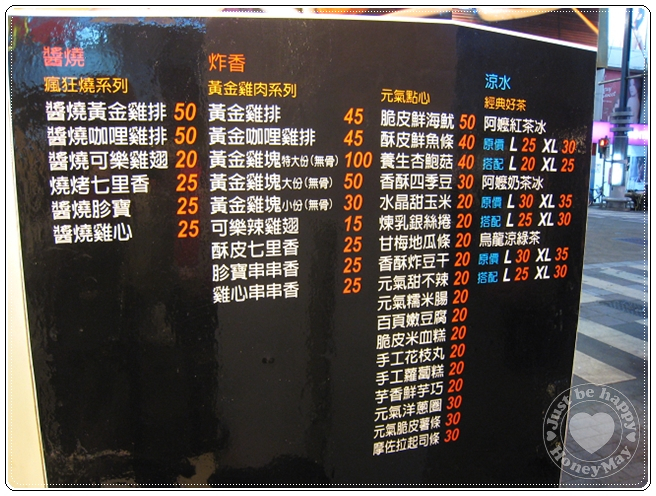 醬燒
瘋狂燒系列
醬燒黃金雞排 50
醬燒咖哩雞排 50
醬燒可樂雞翅 20
燒烤七里香 25
醬燒胗寶 25
醬燒雞心 25
炸香
黃金雞肉系列
黃金雞排 45
黃金咖哩雞排 45
黃金雞塊特大份(無骨) 100
黃金雞塊大份(無骨) 50
黃金雞塊小份(無骨) 30
可樂辣雞翅 15
酥皮七里香 25
胗寶串串香 25
雞心串串香 25
元氣點心
脆皮鮮海魷 50
酥皮鮮魚條 40
養生杏鮑菇 40
香酥四季豆 30
水晶甜玉米 20
煉乳銀絲捲 20
甘梅地瓜條 20
香酥炸豆干 20
元氣甜不辣 20
元氣糯米腸 20
百頁嫩豆腐 20
脆皮米血糕 20
手工花枝丸 20
手工蘿蔔糕 20
芋香鮮芋巧 20
元氣洋蔥圈 30
元氣脆皮薯條 30
摩佐拉起司條 30
涼水
經典好茶
阿嬤紅茶冰
原價 L 25 XL 30
搭配 L 20 XL 25
阿嬤奶茶冰
原價 L 30 XL 35
搭配 L 25 XL 30
烏龍涼綠茶
原價 L 30 XL 35
搭配 L 25 XL 30
Just be happy
HoneyMay